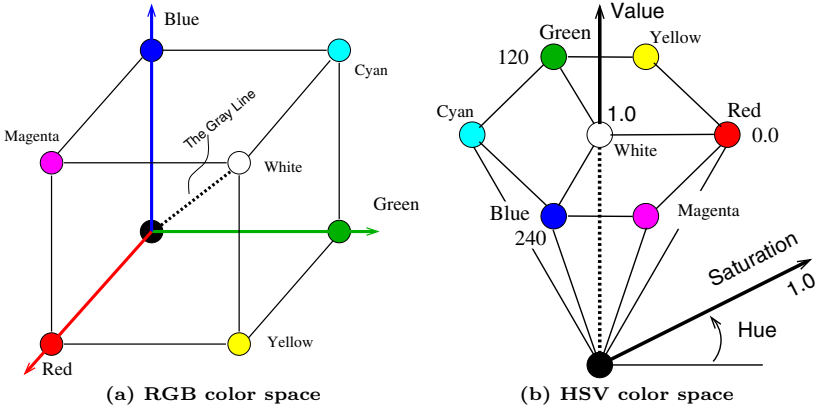 Blue
Cyan
The Gray Line
Magenta
White
Green
Yellow
Red
(a) RGB color space
Value
Green
Yellow
120
1.0
Cyan
Red
0.0
White
Blue
Magenta
240
Saturation
1.0
Hue
(b) HSV color space